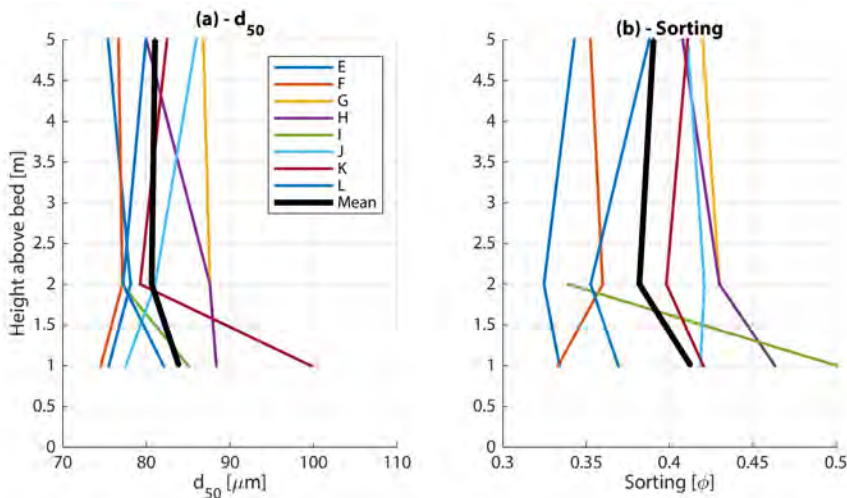 (a) - d50
(b) - Sorting
5
4.5
4
3.5
3
2.5
2
1.5
1
0.5
0
Height above bed [m]
E
F
G
H
I
J
K
L
Mean
70
80
90
100
110
d50 [μm]
5
4.5
4
3.5
3
2.5
2
1.5
1
0.5
0
0.3
0.35
0.4
0.45
0.5
Sorting [ϕ]